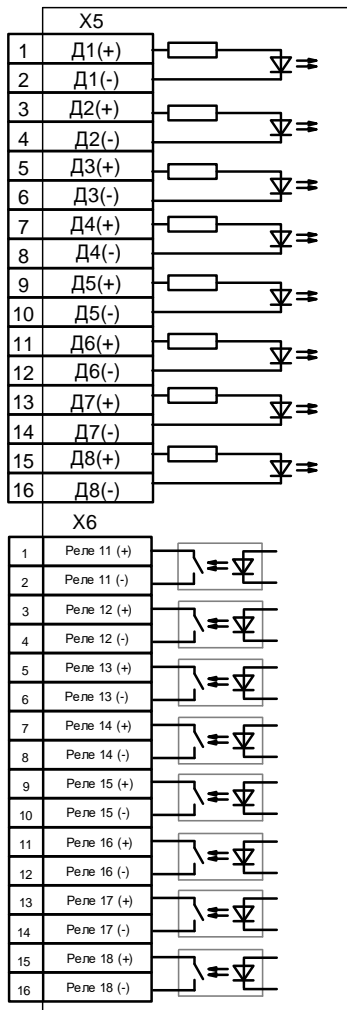 X5
1 Д1(+)
2 Д1(-)
3 Д2(+)
4 Д2(-)
5 Д3(+)
6 Д3(-)
7 Д4(+)
8 Д4(-)
9 Д5(+)
10 Д5(-)
11 Д6(+)
12 Д6(-)
13 Д7(+)
14 Д7(-)
15 Д8(+)
16 Д8(-)
X6
1 Реле 11 (+)
2 Реле 11 (-)
3 Реле 12 (+)
4 Реле 12 (-)
5 Реле 13 (+)
6 Реле 13 (-)
7 Реле 14 (+)
8 Реле 14 (-)
9 Реле 15 (+)
10 Реле 15 (-)
11 Реле 16 (+)
12 Реле 16 (-)
13 Реле 17 (+)
14 Реле 17 (-)
15 Реле 18 (+)
16 Реле 18 (-)